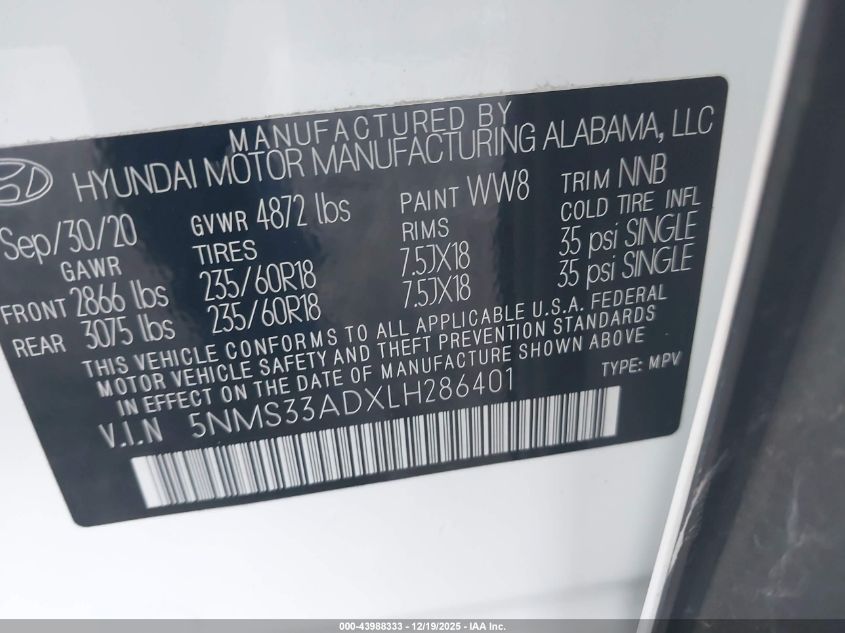 MANUFACTURED BY
HYUNDAI MOTOR MANUFACTURING ALABAMA, LLC
Sep/30/20 GVWR 4872 lbs PAINT WW8 TRIM NNB
GAWR TIRES RIMS COLD TIRE INFL
FRONT 2866 lbs 235/60R18 7.5JX18 35 psi SINGLE
REAR 3075 lbs 235/60R18 7.5JX18 35 psi SINGLE
THIS VEHICLE CONFORMS TO ALL APPLICABLE U.S.A. FEDERAL
MOTOR VEHICLE SAFETY AND THEFT PREVENTION STANDARDS
IN EFFECT ON THE DATE OF MANUFACTURE SHOWN ABOVE
V.I.N 5NMS33ADXLH286401 TYPE: MPV
000-43988333 - 12/19/2025 - IAA Inc.